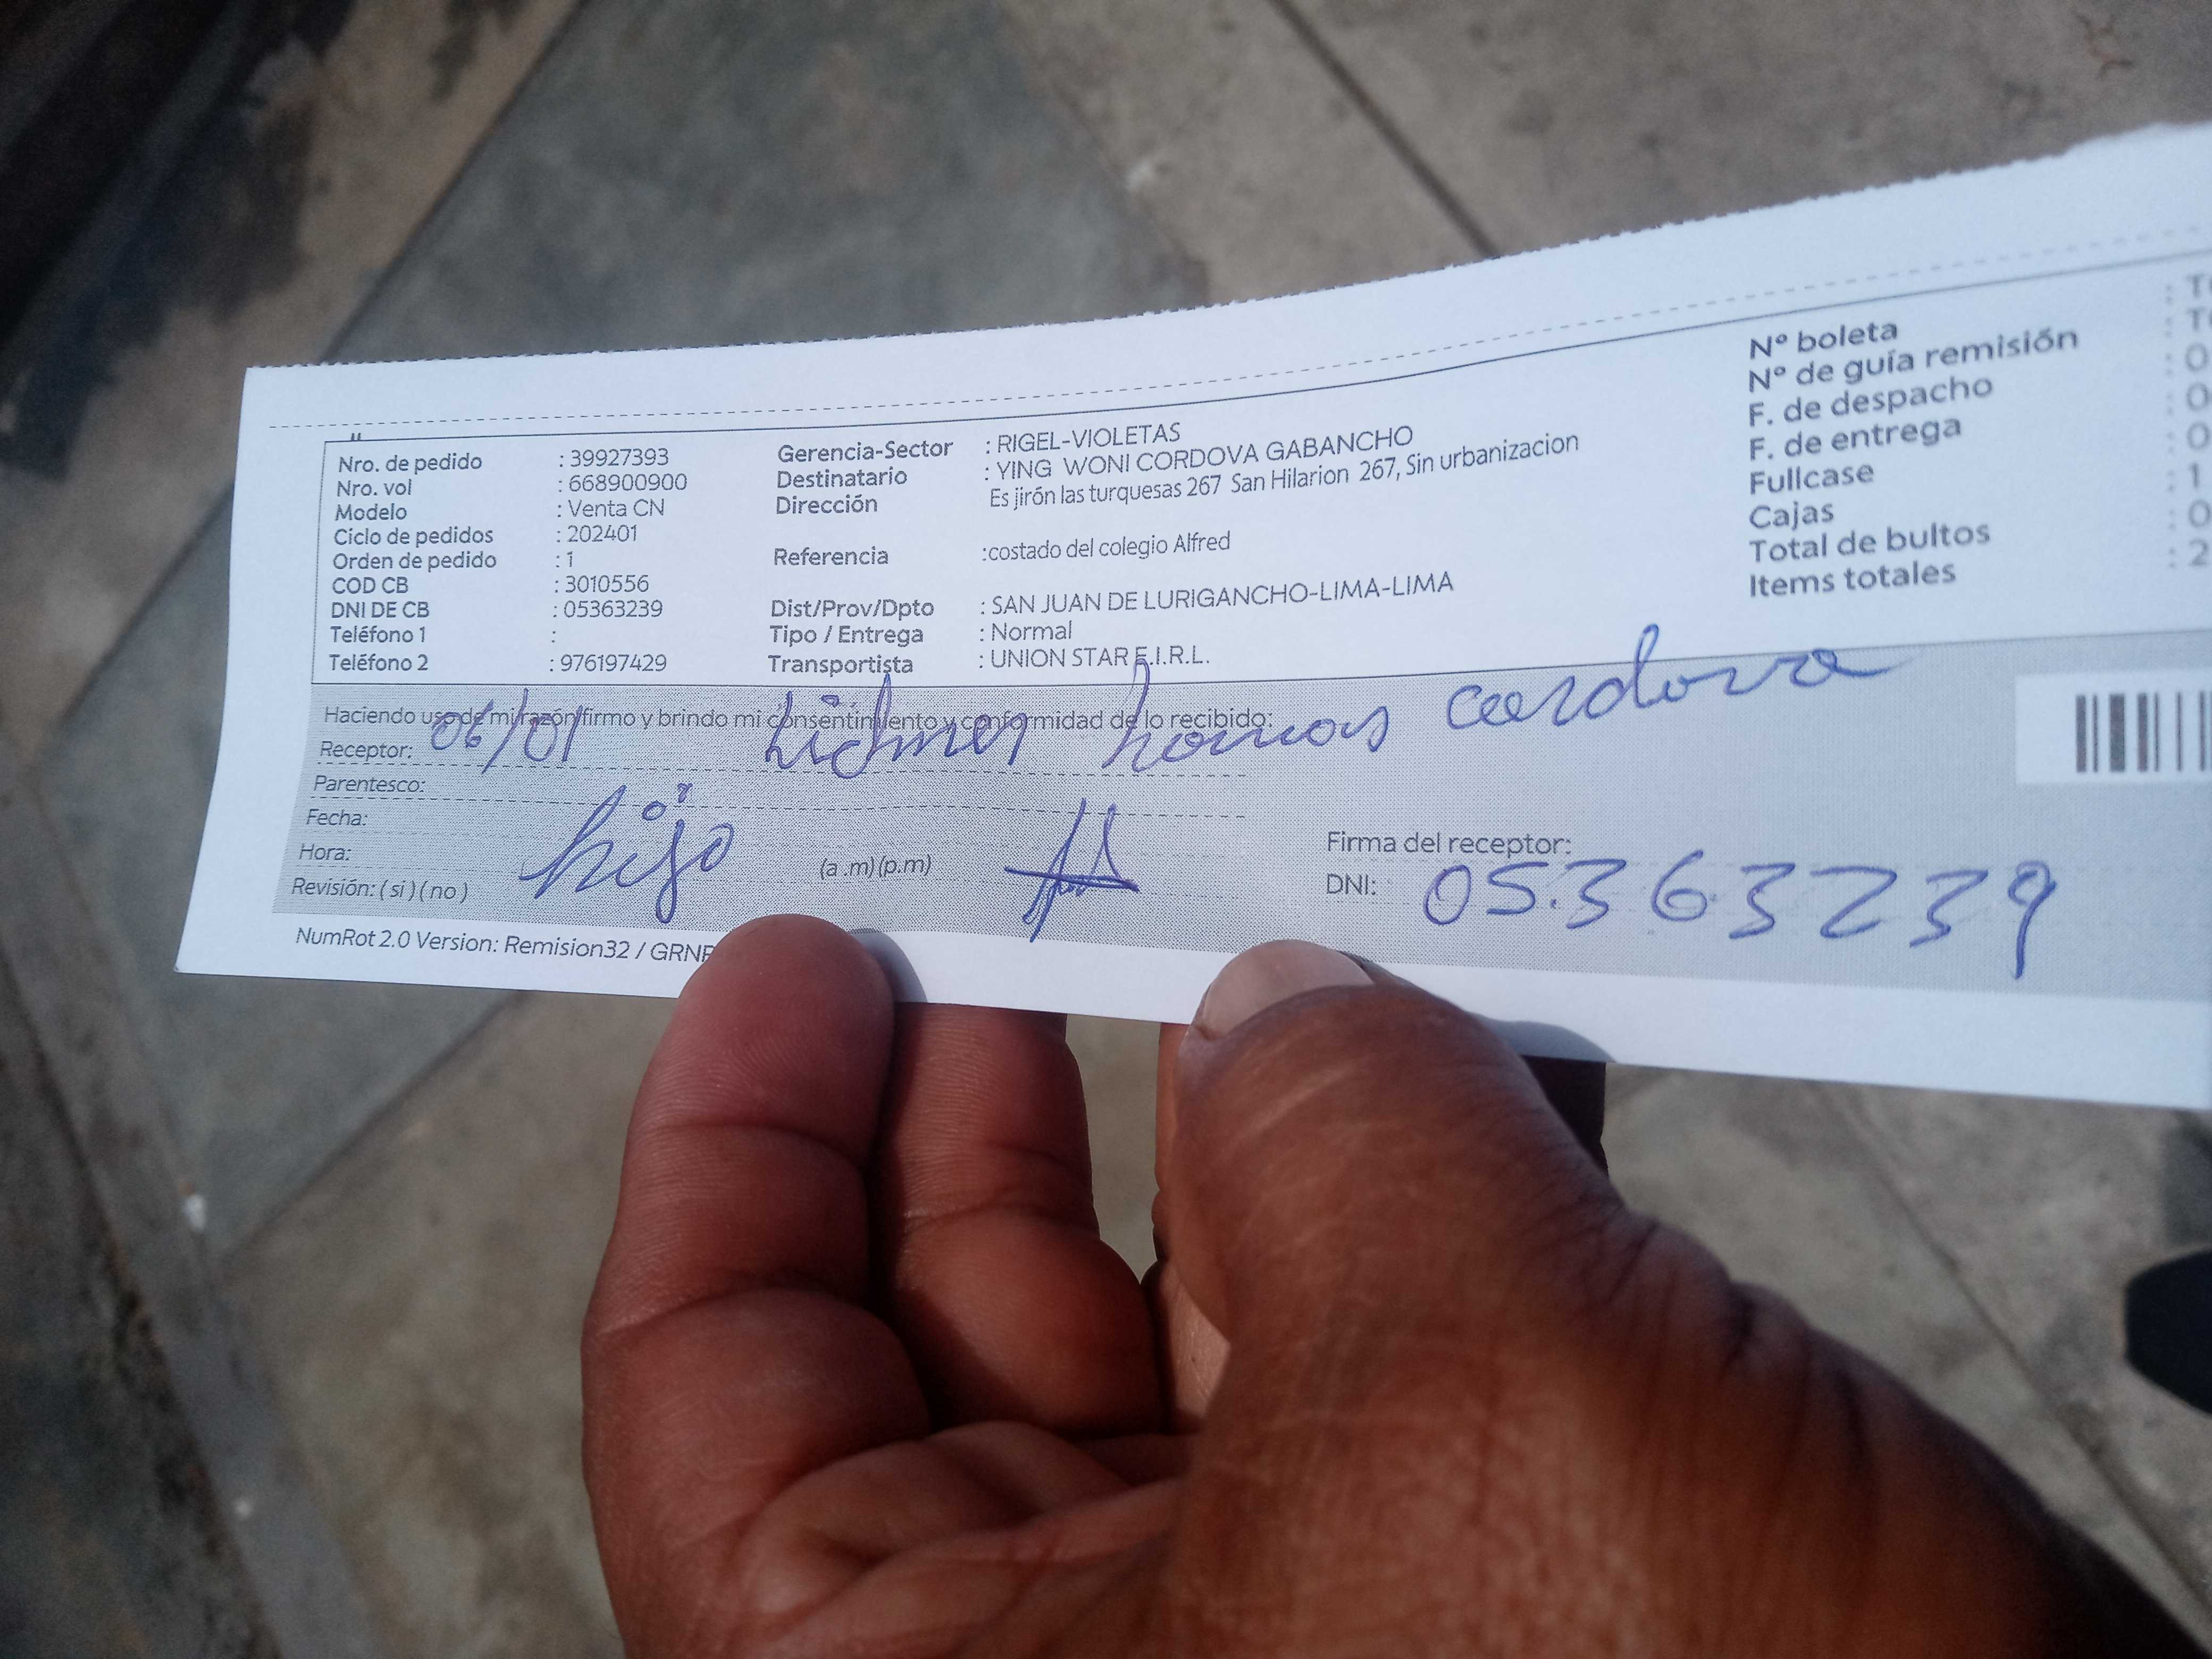 Nro. de pedido : 39927393
Nro. vol : 668900900
Modelo : Venta CN
Ciclo de pedidos : 202401
Orden de pedido : 1
COD CB : 3010556
DNI DE CB : 05363239
Teléfono 1 :
Teléfono 2 : 976197429
Gerencia-Sector : RIGEL-VIOLETAS
Destinatario : YING WONI CORDOVA GABANCHO
Dirección Es jirón las turquesas 267 San Hilarion 267, Sin urbanizacion
Referencia :costado del colegio Alfred
Dist/Prov/Dpto : SAN JUAN DE LURIGANCHO-LIMA-LIMA
Tipo / Entrega : Normal
Transportista : UNION STAR E.I.R.L.
Nº boleta :
Nº de guía remisión :
F. de despacho : 0
F. de entrega : 0
Fullcase : 0
Cajas : 1
Total de bultos : 0
Items totales : 2
Haciendo uso de mi razón firmo y brindo mi consentimiento y conformidad de lo recibido:
Receptor: 06/01 cordova
Parentesco:
Fecha:
Hora: hijo (a .m) (p.m)
Revisión: ( si ) ( no )
Firma del receptor:
DNI: 05363239
NumRot 2.0 Version: Remision32 /